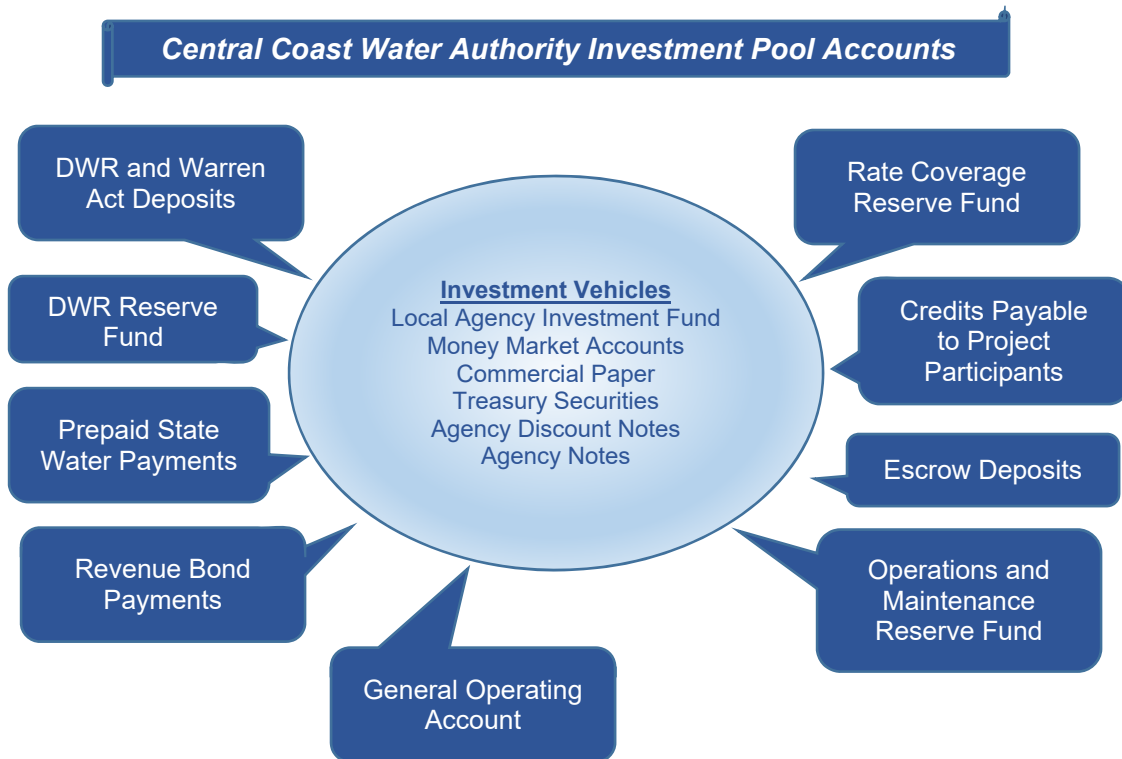 Central Coast Water Authority Investment Pool Accounts
DWR and Warren
Act Deposits
Rate Coverage
Reserve Fund
DWR Reserve
Fund
Investment Vehicles
Local Agency Investment Fund
Money Market Accounts
Commercial Paper
Treasury Securities
Agency Discount Notes
Agency Notes
Credits Payable
to Project
Participants
Prepaid State
Water Payments
Escrow Deposits
Revenue Bond
Payments
Operations and
Maintenance
Reserve Fund
General Operating
Account